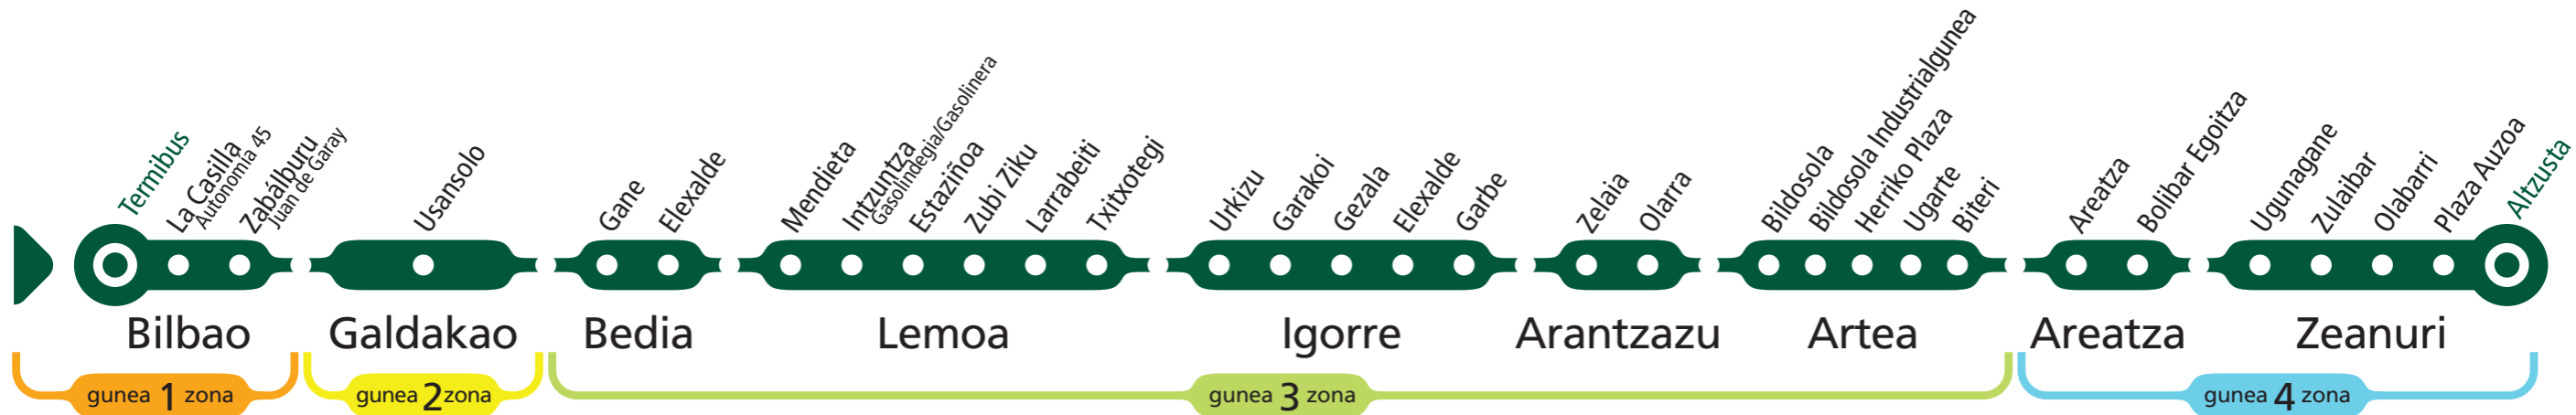 Termibus
La Casilla
Autonomia 45
Zabálburu
Juan de Garay
Usansolo
Gane
Elexalde
Mendieta
Intzuntza
Gasolindegia/Gasolinera
Estaziñoa
Zubi Ziku
Larrabeiti
Txitxotegi
Urkizu
Garakoi
Gezala
Elexalde
Garbe
Zelaia
Olarra
Bildosola
Bildosola Industrialgunea
Herriko Plaza
Ugarte
Biteri
Areatza
Bolibar Egoitza
Ugunagane
Zulaibar
Olabarri
Plaza Auzoa
Altzusta
Bilbao
Galdakao
Bedia
Lemoa
Igorre
Arantzazu
Artea
Areatza
Zeanuri
gunea 1 zona
gunea 2 zona
gunea 3 zona
gunea 4 zona